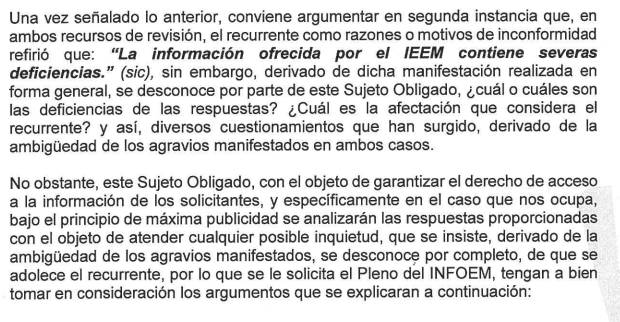 Una vez señalado lo anterior, conviene argumentar en segunda instancia que, en
ambos recursos de revisión, el recurrente como razones o motivos de inconformidad
refirió que: “La información ofrecida por el IEEM contiene severas
deficiencias.” (sic), sin embargo, derivado de dicha manifestación realizada en
forma general, se desconoce por parte de este Sujeto Obligado, ¿cuál o cuáles son
las deficiencias de las respuestas? ¿Cuál es la afectación que considera el
recurrente? y así, diversos cuestionamientos que han surgido, derivado de la
ambigüedad de los agravios manifestados en ambos casos.
No obstante, este Sujeto Obligado, con el objeto de garantizar el derecho de acceso
a la información de los solicitantes, y específicamente en el caso que nos ocupa,
bajo el principio de máxima publicidad se analizarán las respuestas proporcionadas
con el objeto de atender cualquier posible inquietud, que se insiste, derivado de la
ambigüedad de los agravios manifestados, se desconoce por completo, de que se
adolece el recurrente, por lo que se le solicita el Pleno del INFOEM, tengan a bien
tomar en consideración los argumentos que se explicaran a continuación: